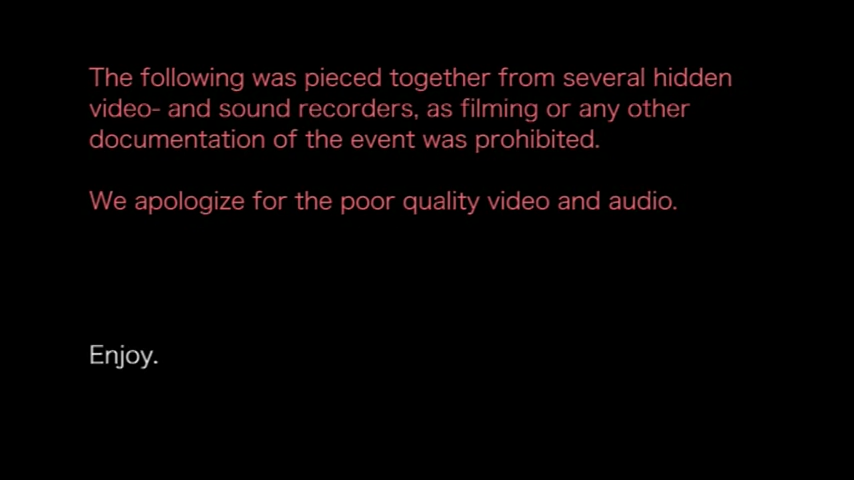 The following was pieced together from several hidden
video- and sound recorders, as filming or any other
documentation of the event was prohibited.
We apologize for the poor quality video and audio.
Enjoy.